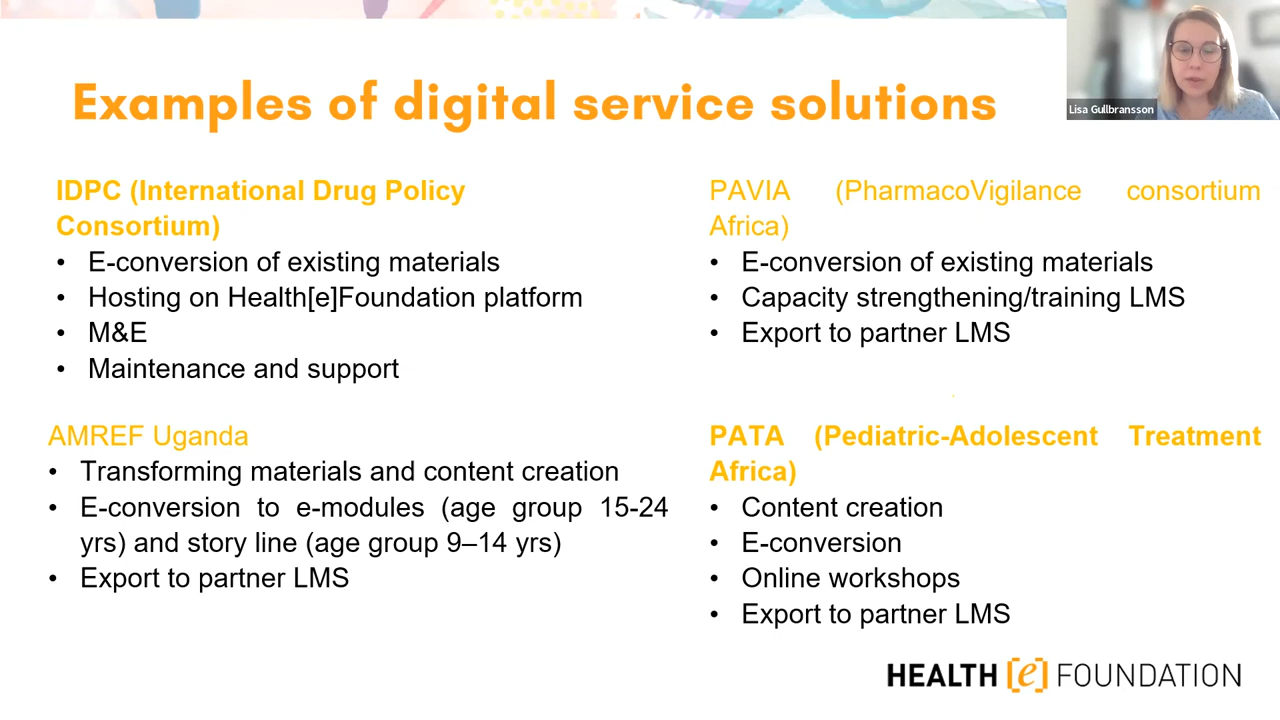 Examples of digital service solutions
Lisa Gullbransson
IDPC (International Drug Policy
Consortium)
• E-conversion of existing materials
• Hosting on Health[e]Foundation platform
• M&E
• Maintenance and support
PAVIA (PharmacoVigilance consortium
Africa)
• E-conversion of existing materials
• Capacity strengthening/training LMS
• Export to partner LMS
AMREF Uganda
• Transforming materials and content creation
• E-conversion to e-modules (age group 15-24
yrs) and story line (age group 9–14 yrs)
• Export to partner LMS
PATA (Pediatric-Adolescent Treatment
Africa)
• Content creation
• E-conversion
• Online workshops
• Export to partner LMS
HEALTH [e] FOUNDATION